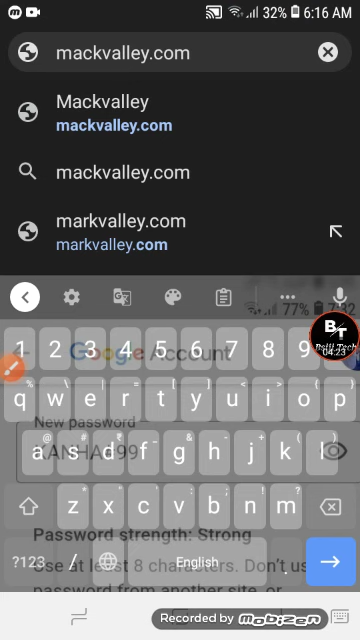 32% 6:16 AM
mackvalley.com
Mackvalley
mackvalley.com
mackvalley.com
markvalley.com
markvalley.com
77%
1 2 3 4 5 6 7 8 9
Google Account
B/T
04:23
q w e r t y u i o p
New password
a s d f g h j k l
z x c v b n m
Password strength: Strong
?123 / English .
Use at least 8 characters. Don't us
password from another site, or
Recorded by mobizen